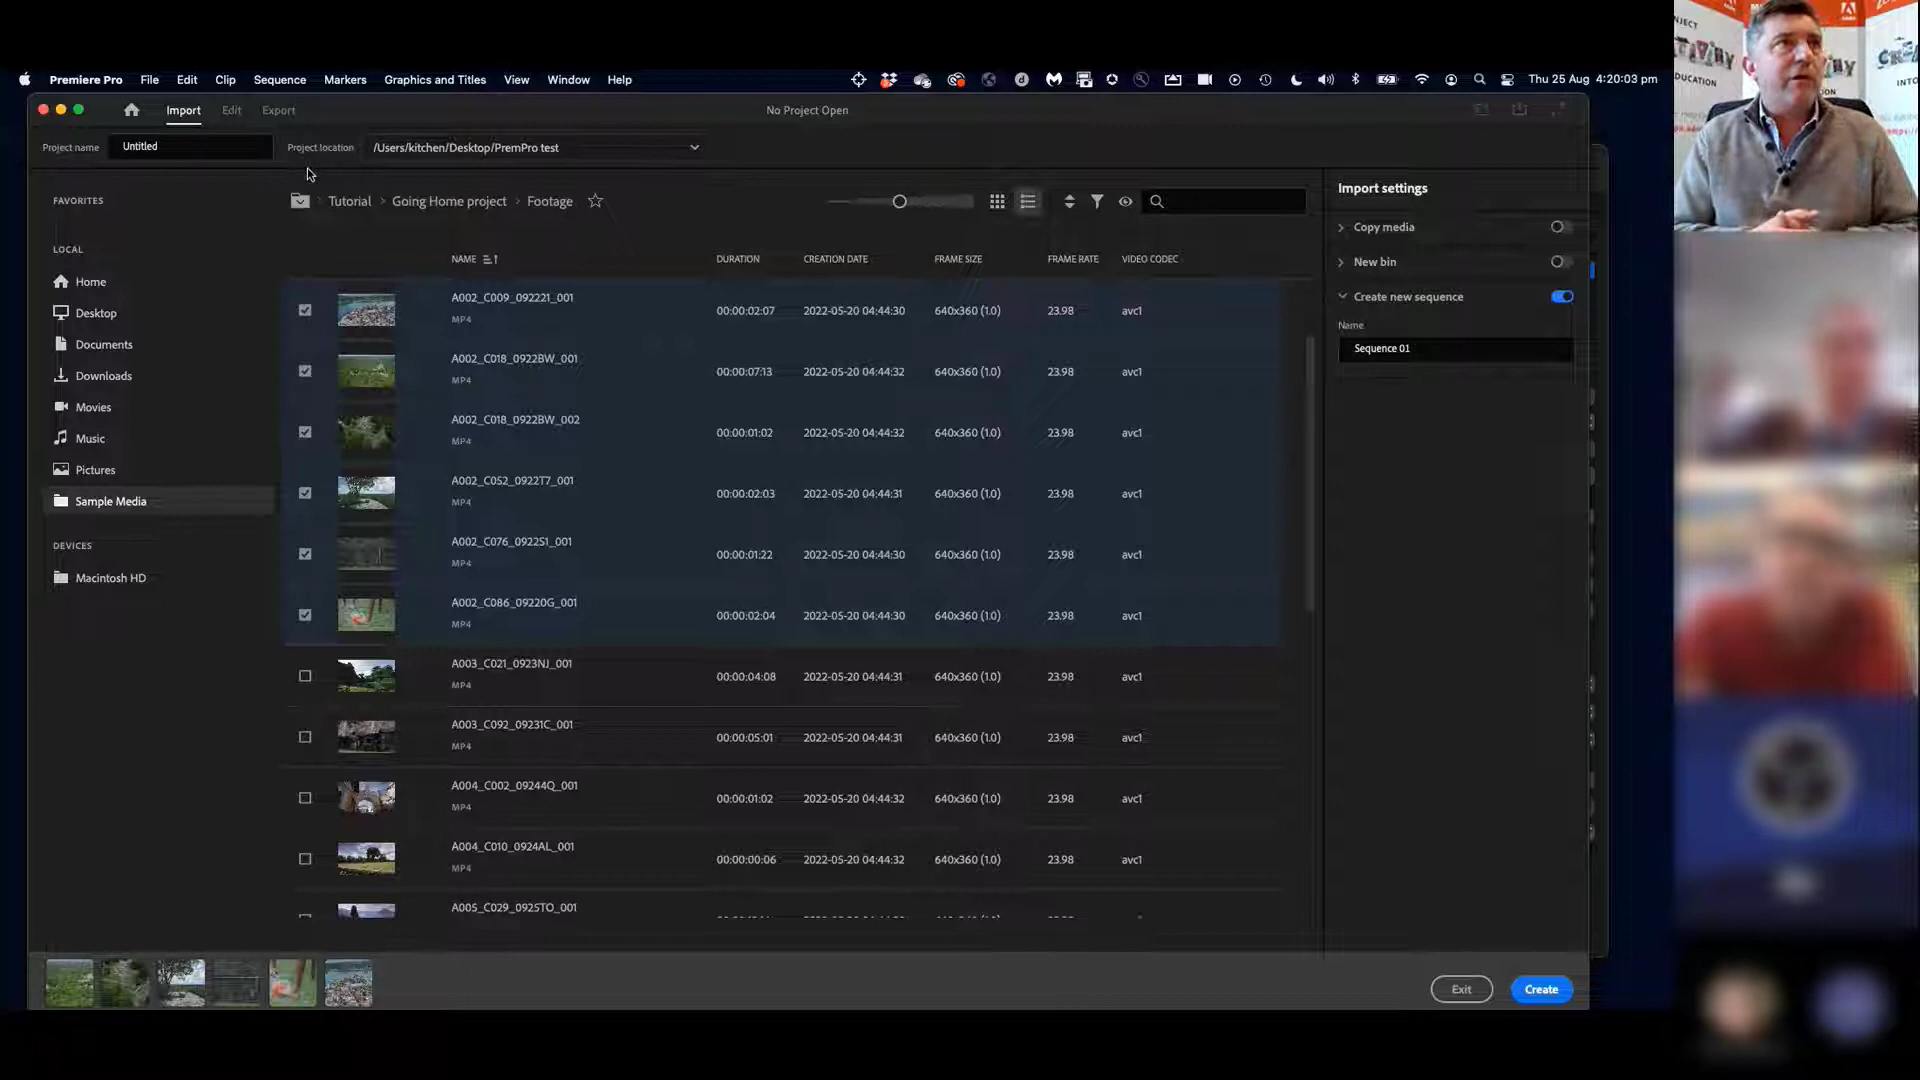 Premiere Pro File Edit Clip Sequence Markers Graphics and Titles View Window Help Thu 25 Aug 4:20:03 pm
Import Edit Export No Project Open
Project name Untitled Project location /Users/kitchen/Desktop/PremPro test
FAVORITES
LOCAL
Home
Desktop
Documents
Downloads
Movies
Music
Pictures
Sample Media
DEVICES
Macintosh HD
Tutorial > Going Home project > Footage
NAME DURATION CREATION DATE FRAME SIZE FRAME RATE VIDEO CODEC
A002_C009_092221_001
MP4
00:00:02:07 2022-05-20 04:44:30 640x360 (1.0) 23.98 avc1
A002_C018_0922BW_001
MP4
00:00:07:13 2022-05-20 04:44:32 640x360 (1.0) 23.98 avc1
A002_C018_0922BW_002
MP4
00:00:01:02 2022-05-20 04:44:32 640x360 (1.0) 23.98 avc1
A002_C052_0922T7_001
MP4
00:00:02:03 2022-05-20 04:44:31 640x360 (1.0) 23.98 avc1
A002_C076_0922S1_001
MP4
00:00:01:22 2022-05-20 04:44:30 640x360 (1.0) 23.98 avc1
A002_C086_09220G_001
MP4
00:00:02:04 2022-05-20 04:44:30 640x360 (1.0) 23.98 avc1
A003_C021_0923NJ_001
MP4
00:00:04:08 2022-05-20 04:44:31 640x360 (1.0) 23.98 avc1
A003_C092_09231C_001
MP4
00:00:05:01 2022-05-20 04:44:31 640x360 (1.0) 23.98 avc1
A004_C002_09244Q_001
MP4
00:00:01:02 2022-05-20 04:44:32 640x360 (1.0) 23.98 avc1
A004_C010_0924AL_001
MP4
00:00:00:06 2022-05-20 04:44:32 640x360 (1.0) 23.98 avc1
A005_C029_0925TO_001
Import settings
Copy media
New bin
Create new sequence
Name
Sequence 01
Exit Create
EDUCATION
INTO